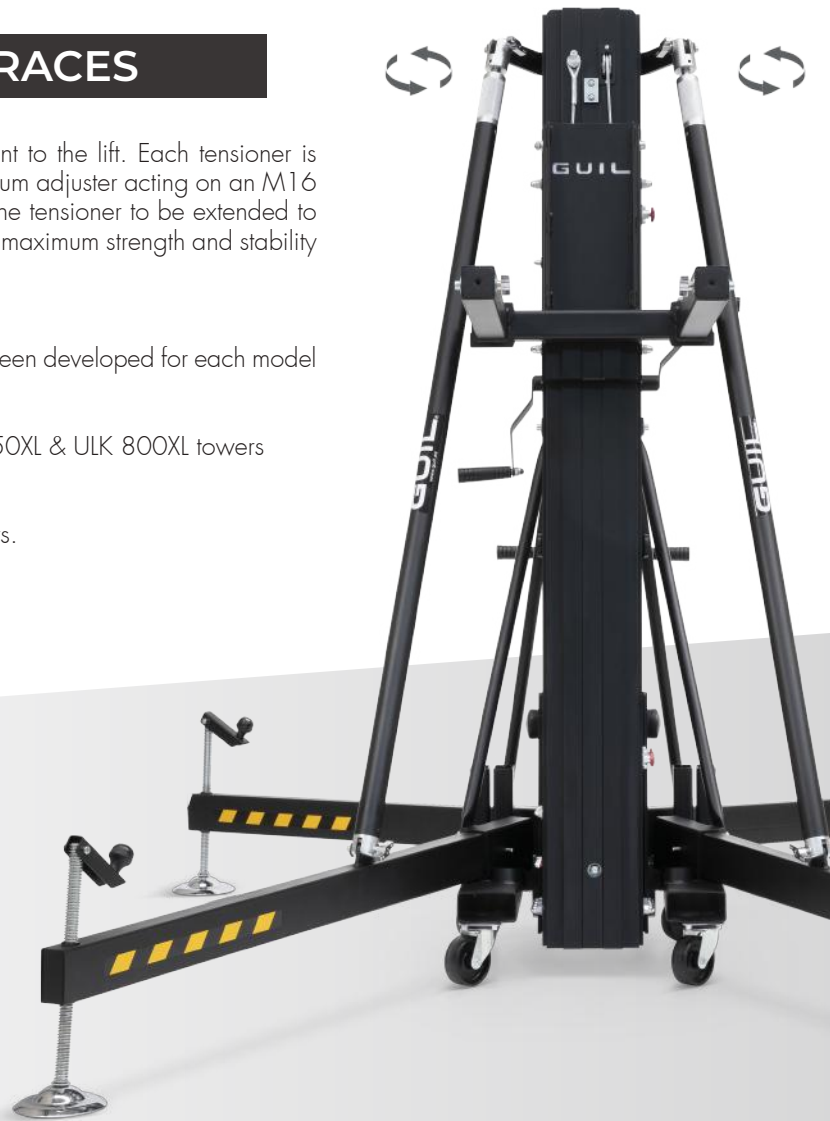 RACES
nt to the lift. Each tensioner is
um adjuster acting on an M16
he tensioner to be extended to
maximum strength and stability
een developed for each model
50XL & ULK 800XL towers
s.
GUIL
GUIL
GUIL